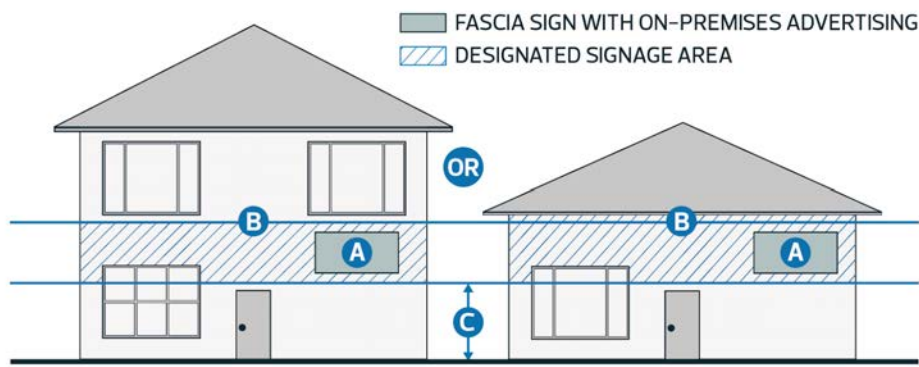 FASCIA SIGN WITH ON-PREMISES ADVERTISING
DESIGNATED SIGNAGE AREA
OR
B
B
A
A
C